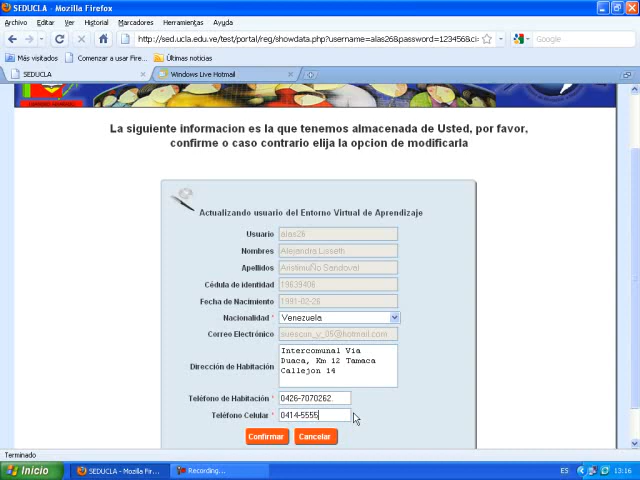 SEDUCLA - Mozilla Firefox
Archivo Editar Ver Historial Marcadores Herramientas Ayuda
http://sed.ucla.edu.ve/test/portal/reg/showdata.php?username=alas26&password=123456&cl
Google
Más visitados Comenzar a usar Fire... Últimas noticias
SEDUCLA Windows Live Hotmail
La siguiente informacion es la que tenemos almacenada de Usted, por favor,
confirme o caso contrario elija la opcion de modificarla
Actualizando usuario del Entorno Virtual de Aprendizaje
Usuario alas26
Nombres Alejandra Lisseth
Apellidos AristimuÑo Sandoval
Cédula de identidad 19639406
Fecha de Nacimiento 1991-02-26
Nacionalidad * Venezuela
Correo Electrónico suescun_y_05@hotmail.com
Dirección de Habitación Intercomunal Via
Duaca, Km 12 Tamaca
Callejon 14
Teléfono de Habitación * 0426-7070262.
Teléfono Celular * 0414-5555
Confirmar Cancelar
Terminado
Inicio SEDUCLA - Mozilla Fir... Recording... ES 13:16